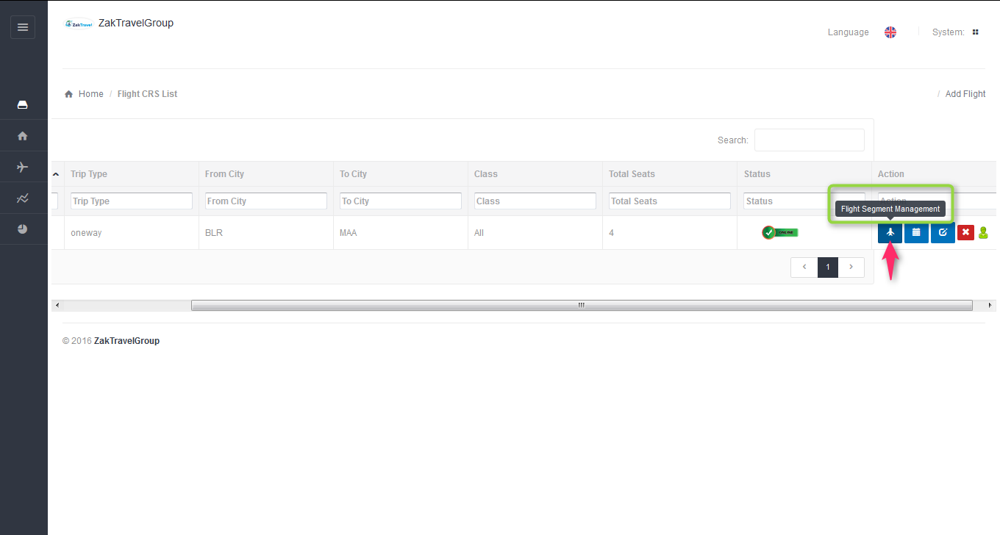 ZakTravel ZakTravelGroup
Language System:
Home / Flight CRS List / Add Flight
Search:
Trip Type From City To City Class Total Seats Status Action
Trip Type From City To City Class Total Seats Status Action
Flight Segment Management
oneway BLR MAA All 4 ONLINE
1
© 2016 ZakTravelGroup